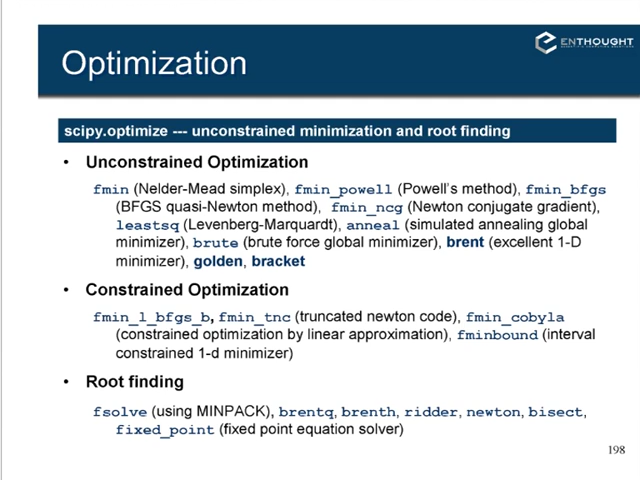 ENTHOUGHT
Optimization
scipy.optimize --- unconstrained minimization and root finding
• Unconstrained Optimization
fmin (Nelder-Mead simplex), fmin_powell (Powell's method), fmin_bfgs
(BFGS quasi-Newton method), fmin_ncg (Newton conjugate gradient),
leastsq (Levenberg-Marquardt), anneal (simulated annealing global
minimizer), brute (brute force global minimizer), brent (excellent 1-D
minimizer), golden, bracket
• Constrained Optimization
fmin_l_bfgs_b, fmin_tnc (truncated newton code), fmin_cobyla
(constrained optimization by linear approximation), fminbound (interval
constrained 1-d minimizer)
• Root finding
fsolve (using MINPACK), brentq, brenth, ridder, newton, bisect,
fixed_point (fixed point equation solver)
198